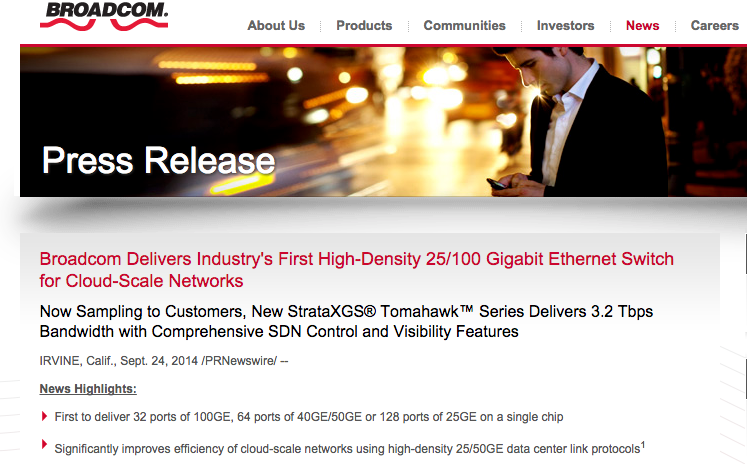 BROADCOM.
About Us Products Communities Investors News Careers
Press Release
Broadcom Delivers Industry's First High-Density 25/100 Gigabit Ethernet Switch
for Cloud-Scale Networks
Now Sampling to Customers, New StrataXGS® Tomahawk™ Series Delivers 3.2 Tbps
Bandwidth with Comprehensive SDN Control and Visibility Features
IRVINE, Calif., Sept. 24, 2014 /PRNewswire/ --
News Highlights:
First to deliver 32 ports of 100GE, 64 ports of 40GE/50GE or 128 ports of 25GE on a single chip
Significantly improves efficiency of cloud-scale networks using high-density 25/50GE data center link protocols1